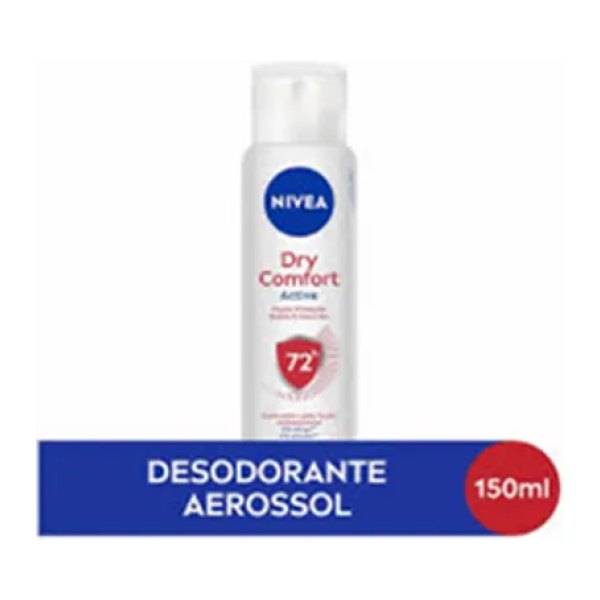 NIVEA
Dry
Comfort
Active
72h
DESODORANTE
AEROSSOL
150ml